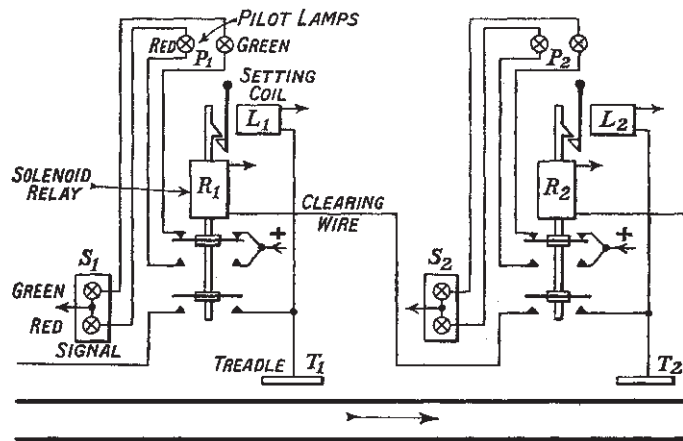 PILOT LAMPS
RED
P1
GREEN
P2
SETTING
COIL
L1
L2
SOLENOID
RELAY
R1
R2
CLEARING
WIRE
+
+
S1
S2
GREEN
RED
SIGNAL
TREADLE
T1
T2